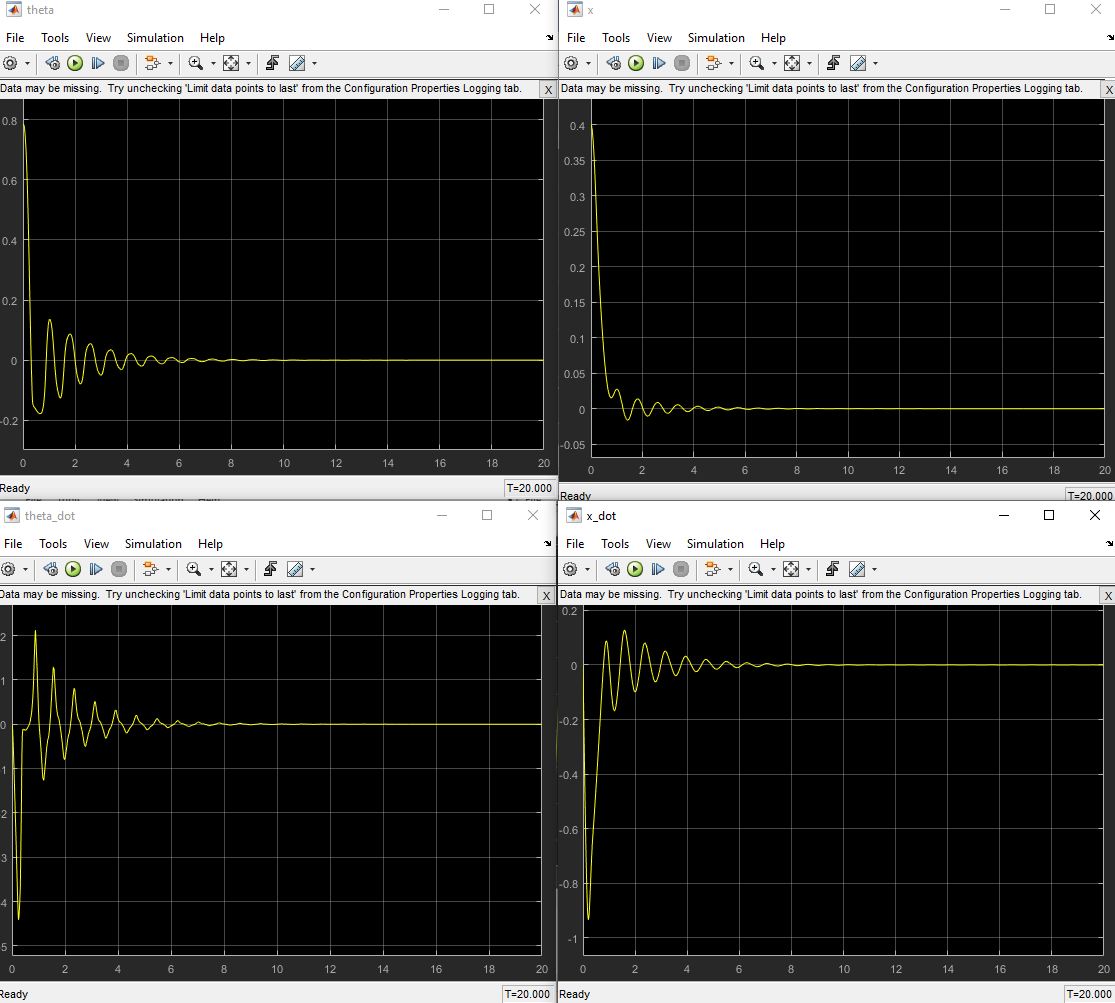 theta
File Tools View Simulation Help
Data may be missing. Try unchecking 'Limit data points to last' from the Configuration Properties Logging tab. X
0.8
0.6
0.4
0.2
0
-0.2
0 2 4 6 8 10 12 14 16 18 20
Ready T=20.000
x
File Tools View Simulation Help
Data may be missing. Try unchecking 'Limit data points to last' from the Configuration Properties Logging tab. X
0.4
0.35
0.3
0.25
0.2
0.15
0.1
0.05
0
-0.05
0 2 4 6 8 10 12 14 16 18 20
Ready T=20.000
theta_dot
File Tools View Simulation Help
Data may be missing. Try unchecking 'Limit data points to last' from the Configuration Properties Logging tab. X
2
1
0
1
2
3
4
5
0 2 4 6 8 10 12 14 16 18 20
Ready T=20.000
x_dot
File Tools View Simulation Help
Data may be missing. Try unchecking 'Limit data points to last' from the Configuration Properties Logging tab. X
0.2
0
-0.2
-0.4
-0.6
-0.8
-1
0 2 4 6 8 10 12 14 16 18 20
Ready T=20.000